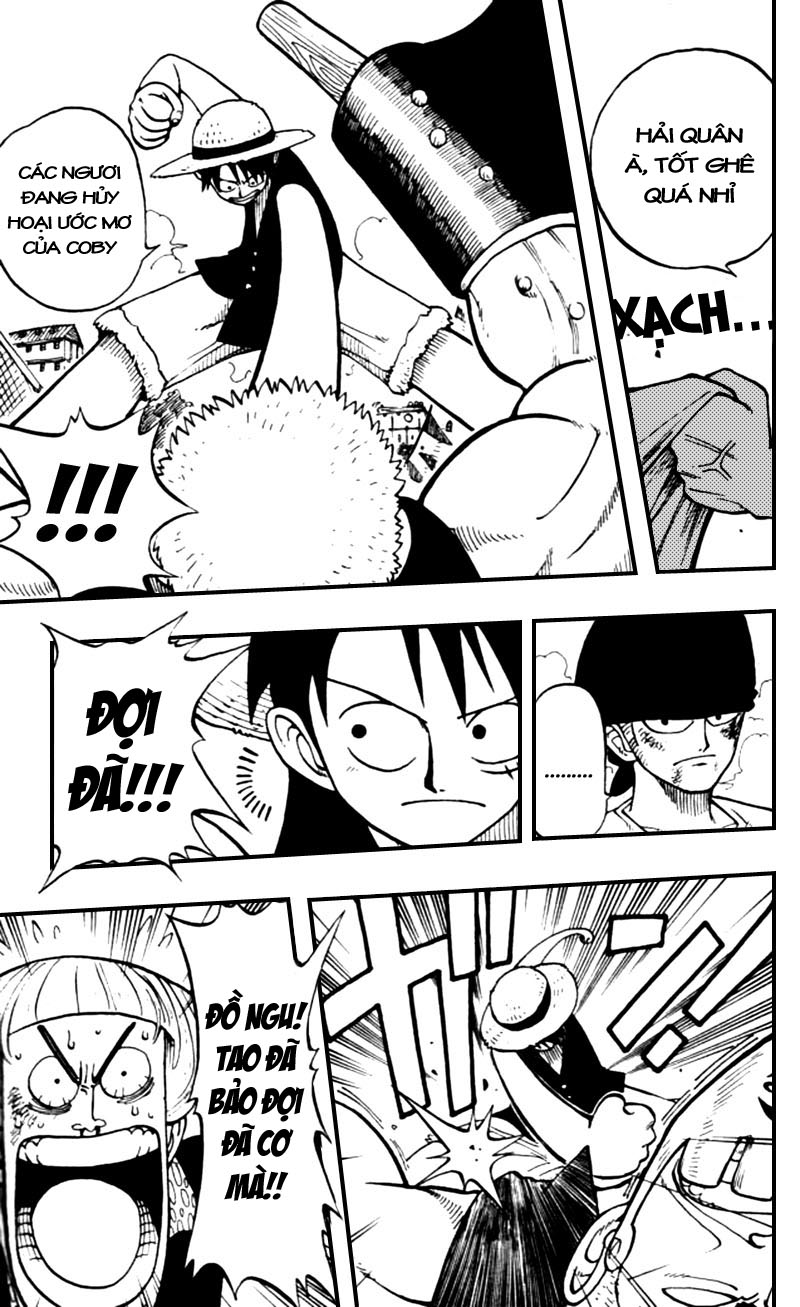 HẢI QUÂN
À, TỐT GHÊ
QUÁ NHỈ
XẠCH...
CÁC NGƯƠI
ĐANG HỦY
HOẠI ƯỚC MƠ
CỦA COBY
!!!
...........
ĐỢI
ĐÃ!!!
ĐỒ NGU!
TAO ĐÃ
BẢO ĐỢI
ĐÃ CƠ
MÀ!!